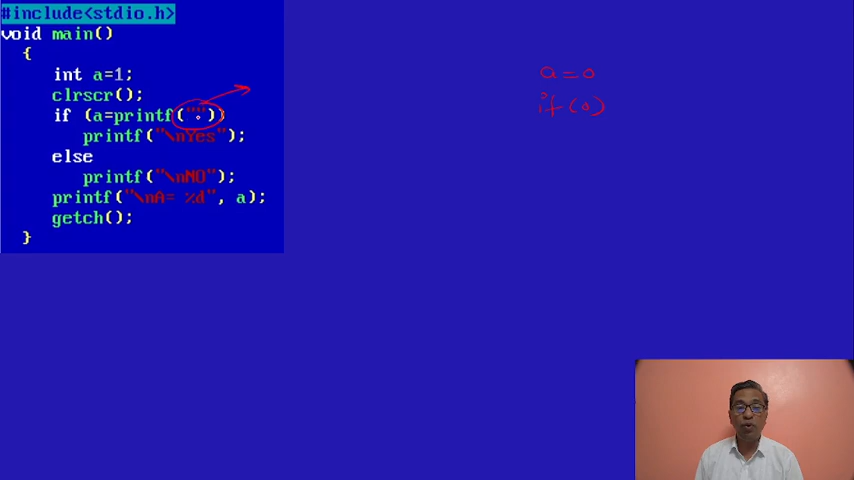 #include<stdio.h>
void main()
{
int a=1;
clrscr();
if (a=printf(""))
printf("\nYes");
else
printf("\nNO");
printf("\nA= %d", a);
getch();
}
a=0
if(0)